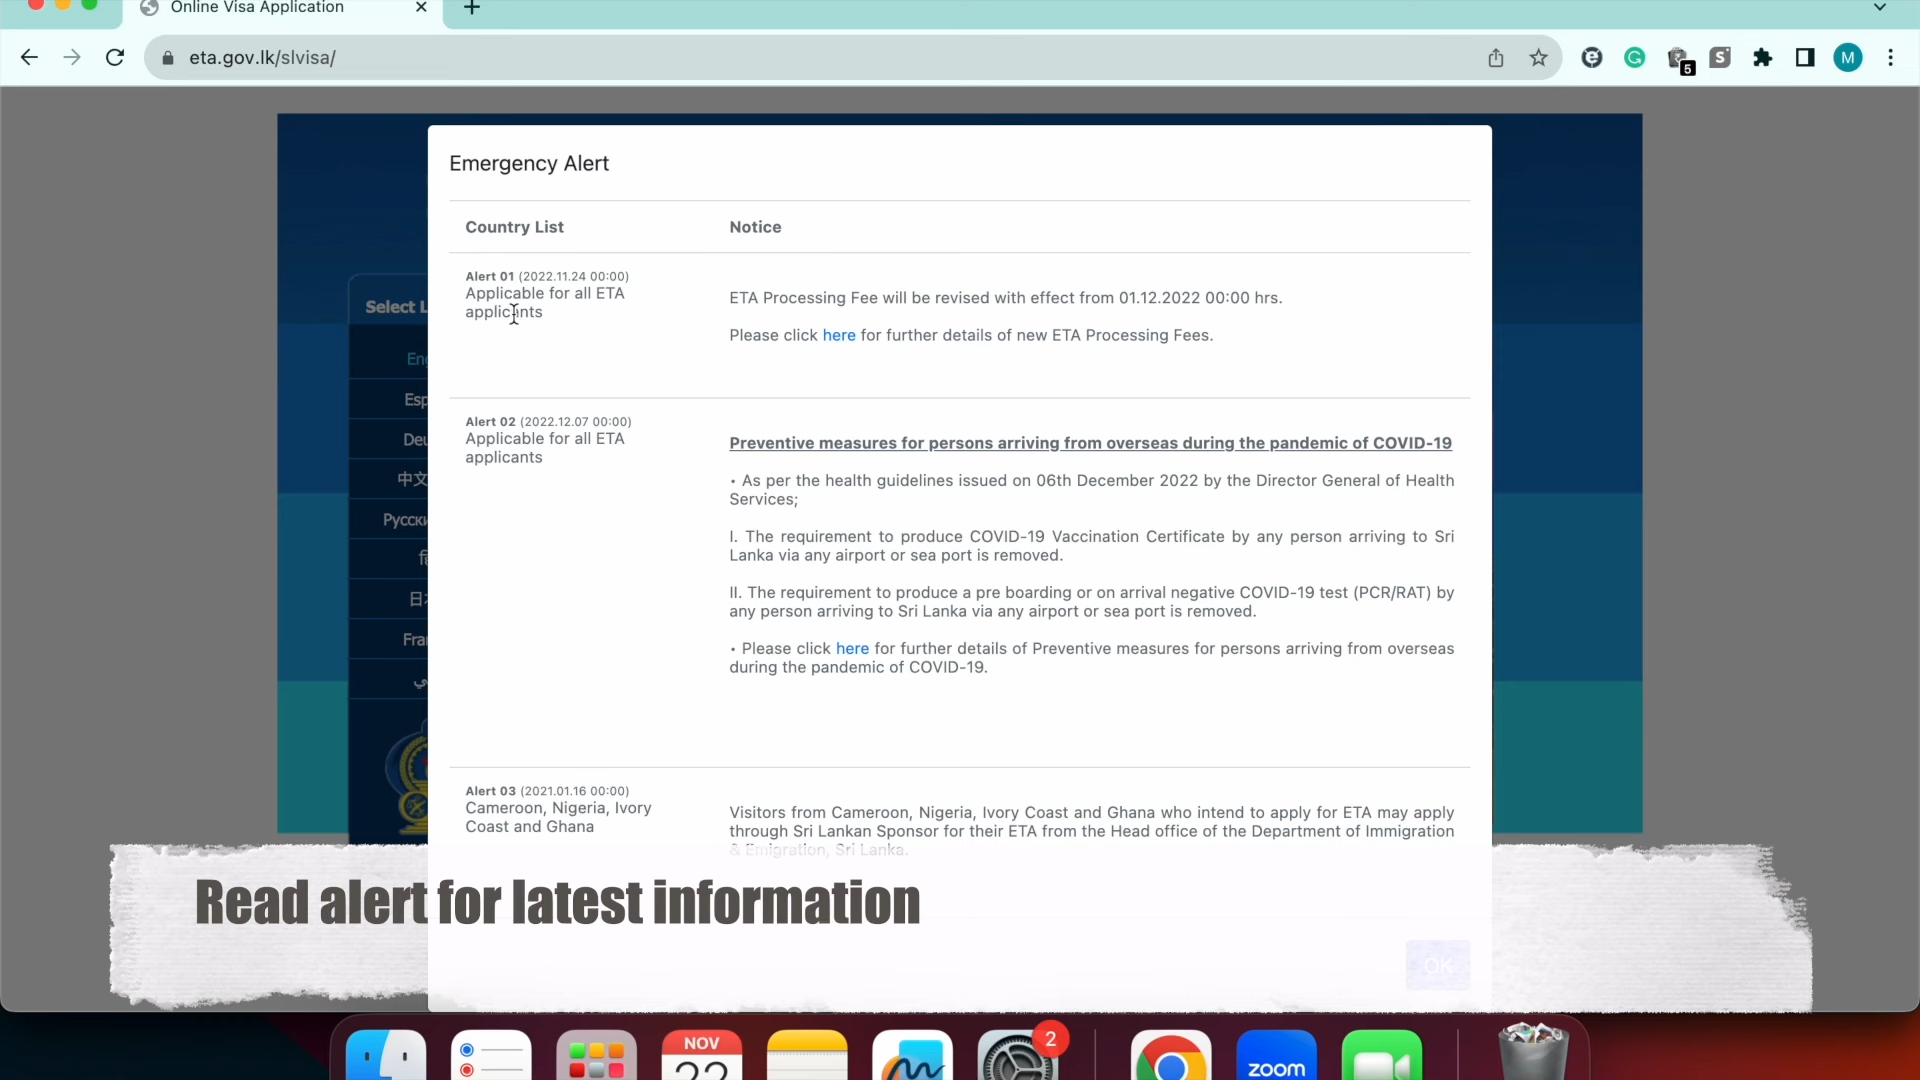 Online Visa Application
eta.gov.lk/slvisa/
5
M
Emergency Alert
Country List
Notice
Alert 01 (2022.11.24 00:00)
Applicable for all ETA
applicants
ETA Processing Fee will be revised with effect from 01.12.2022 00:00 hrs.
Please click here for further details of new ETA Processing Fees.
Select L
Eng
Esp
Deu
中文
Русски
Fra
Alert 02 (2022.12.07 00:00)
Applicable for all ETA
applicants
Preventive measures for persons arriving from overseas during the pandemic of COVID-19
• As per the health guidelines issued on 06th December 2022 by the Director General of Health
Services;
I. The requirement to produce COVID-19 Vaccination Certificate by any person arriving to Sri
Lanka via any airport or sea port is removed.
II. The requirement to produce a pre boarding or on arrival negative COVID-19 test (PCR/RAT) by
any person arriving to Sri Lanka via any airport or sea port is removed.
• Please click here for further details of Preventive measures for persons arriving from overseas
during the pandemic of COVID-19.
Alert 03 (2021.01.16 00:00)
Cameroon, Nigeria, Ivory
Coast and Ghana
Visitors from Cameroon, Nigeria, Ivory Coast and Ghana who intend to apply for ETA may apply
through Sri Lankan Sponsor for their ETA from the Head office of the Department of Immigration
& Emigration, Sri Lanka.
Read alert for latest information
OK
NOV
22
2
zoom